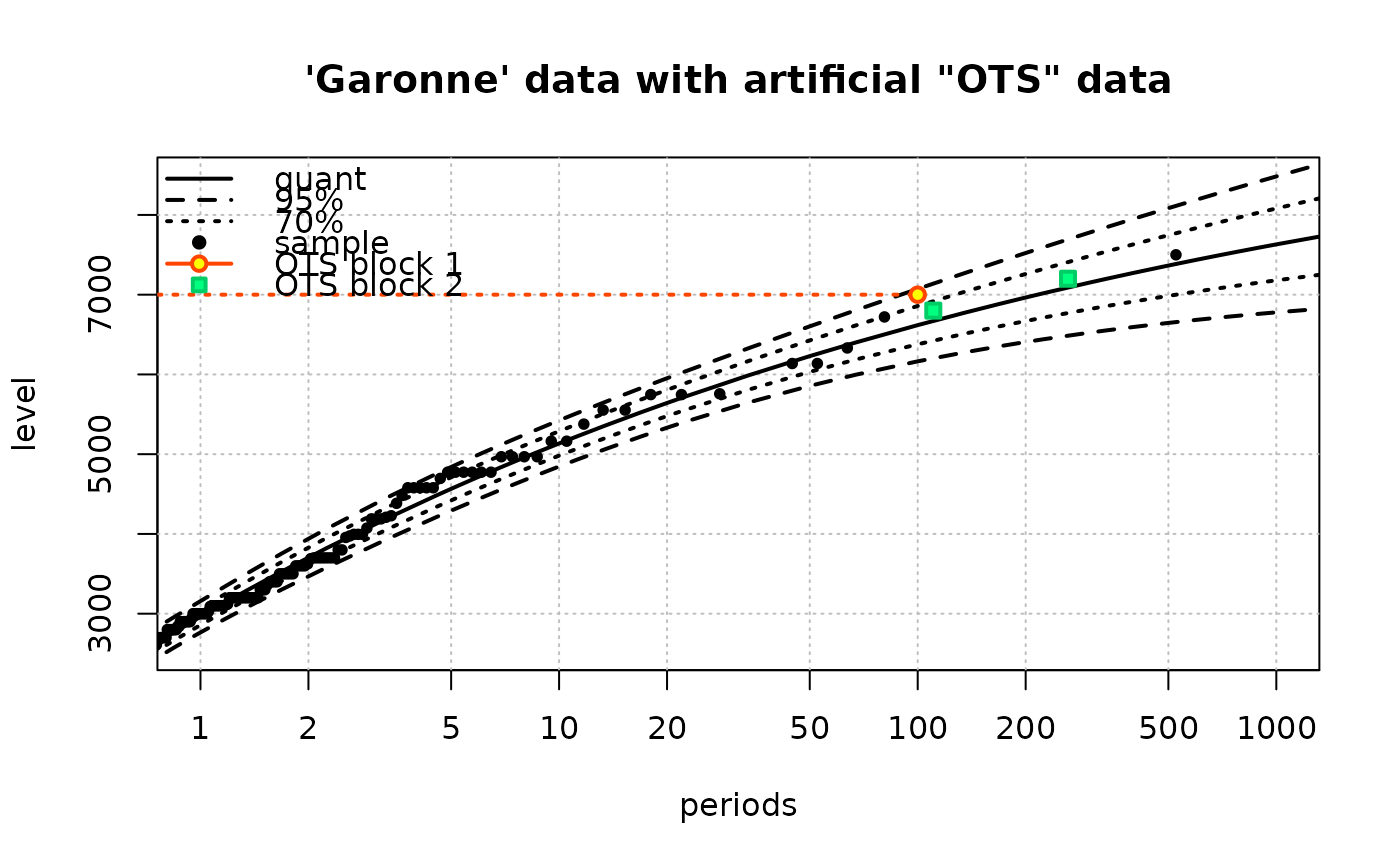 'Garonne' data with artificial "OTS" data
quant
95%
70%
sample
OTS block 1
OTS block 2
level
7000
5000
3000
1 2 5 10 20 50 100 200 500 1000
periods